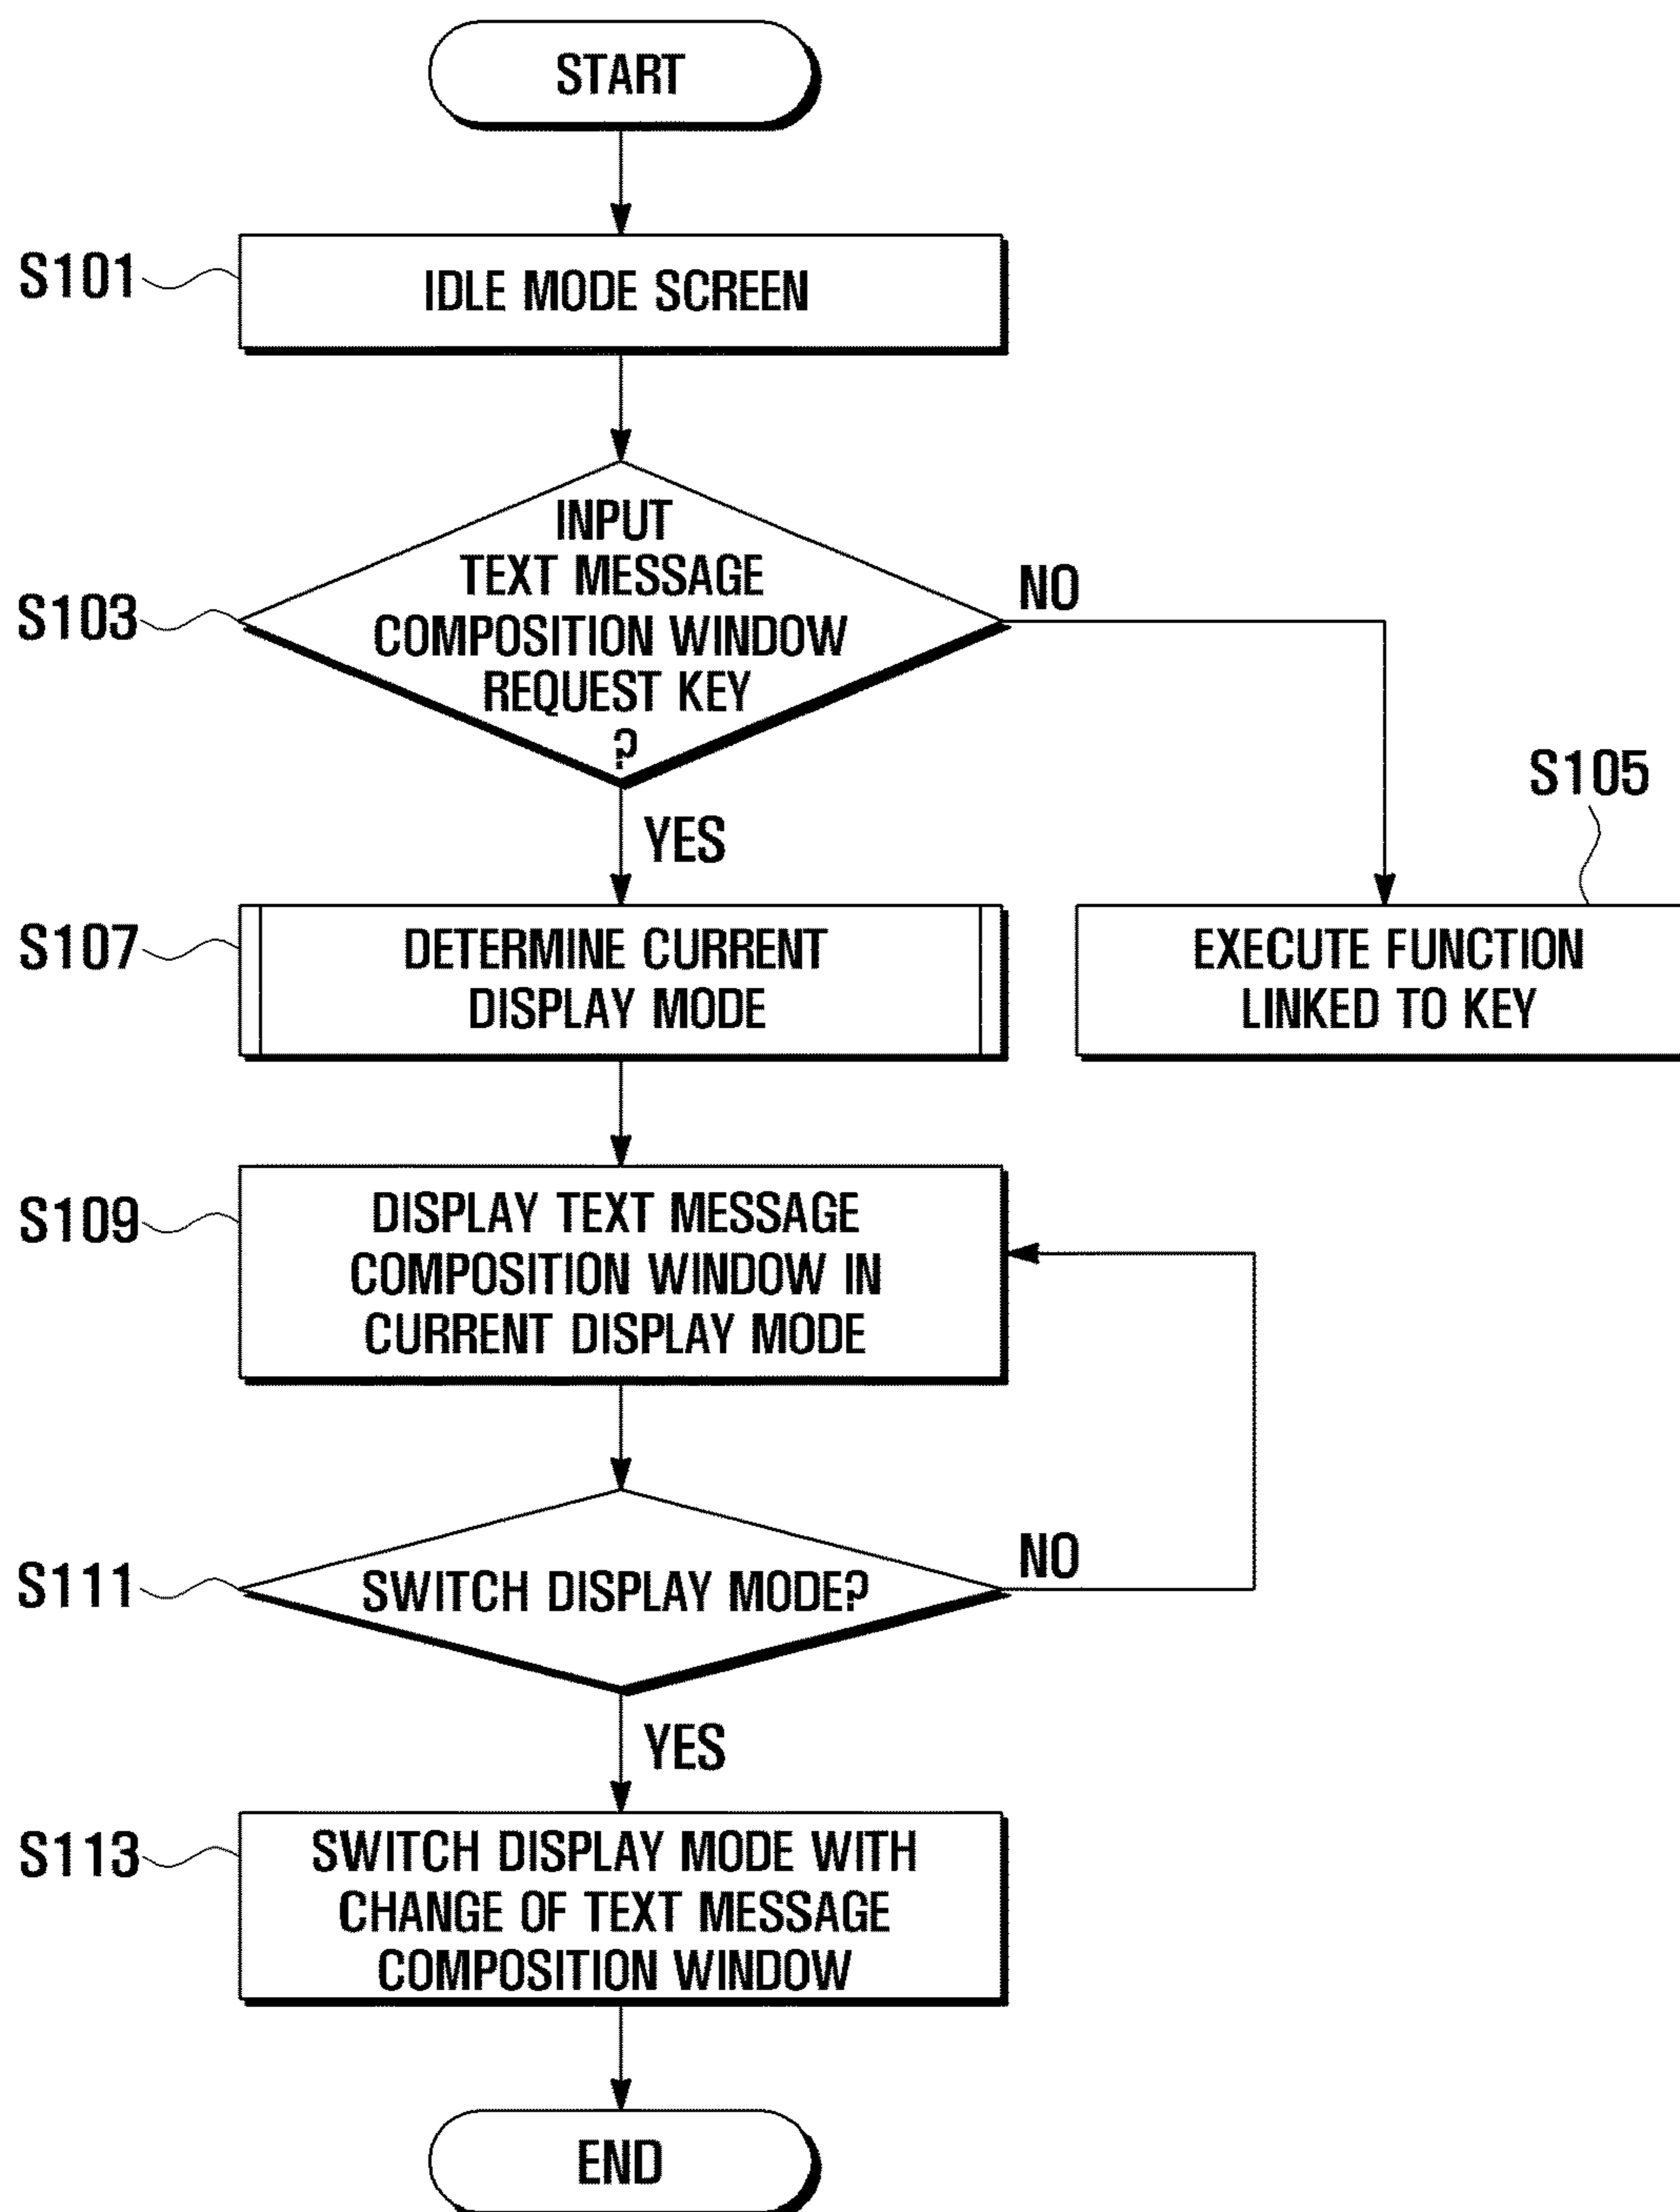 START
S101
IDLE MODE SCREEN
S103
INPUT
TEXT MESSAGE
COMPOSITION WINDOW
REQUEST KEY
?
NO
YES
S105
S107
DETERMINE CURRENT
DISPLAY MODE
EXECUTE FUNCTION
LINKED TO KEY
S109
DISPLAY TEXT MESSAGE
COMPOSITION WINDOW IN
CURRENT DISPLAY MODE
S111
SWITCH DISPLAY MODE?
NO
YES
S113
SWITCH DISPLAY MODE WITH
CHANGE OF TEXT MESSAGE
COMPOSITION WINDOW
END